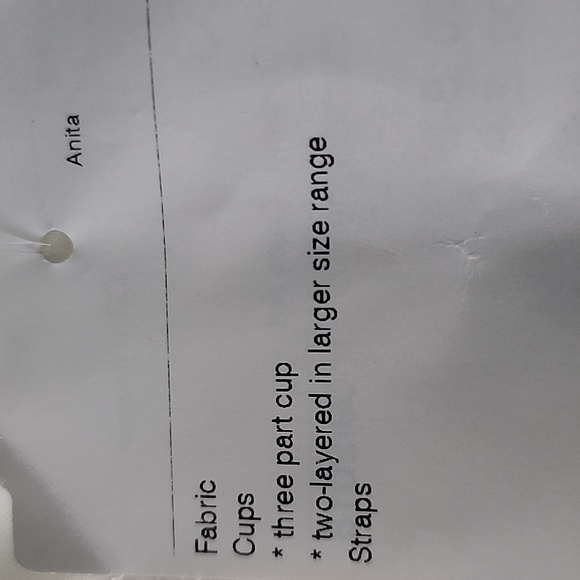 Anita
Fabric
Cups
* three part cup
* two-layered in larger size range
Straps